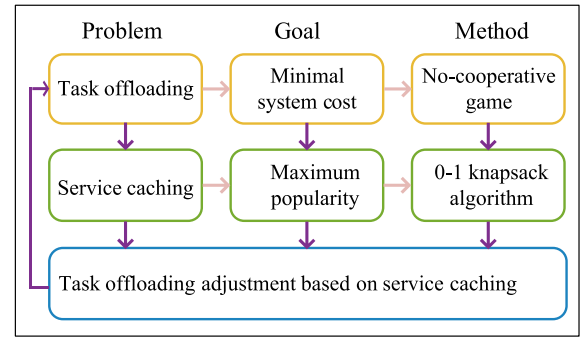 Problem Goal Method
Task offloading
Minimal
system cost
No-cooperative
game
Service caching
Maximum
popularity
0-1 knapsack
algorithm
Task offloading adjustment based on service caching